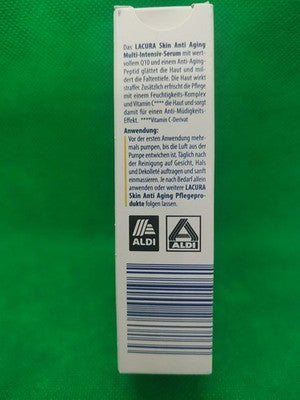 Das LACURA Skin Anti Aging
Multi-Intensiv-Serum mit wert-
vollem Q10 und einem Anti-Aging-
Peptid glättet die Haut und mil-
dert die Faltentiefe. Die Haut wirkt
straffer. Zusätzlich erfrischt die Pflege
mit einem Feuchtigkeits-Komplex
und Vitamin C**** die Haut und sorgt
damit für einen Anti-Müdigkeits-
Effekt. ****Vitamin C-Derivat
Anwendung:
Vor der ersten Anwendung mehr-
mals pumpen, bis die Luft aus der
Pumpe entwichen ist. Täglich nach
der Reinigung auf Gesicht, Hals
und Dekolleté auftragen und sanft
einmassieren. Je nach Bedarf allein
anwenden oder weitere LACURA
Skin Anti Aging Pflegepro-
dukte folgen lassen.
ALDI ALDI